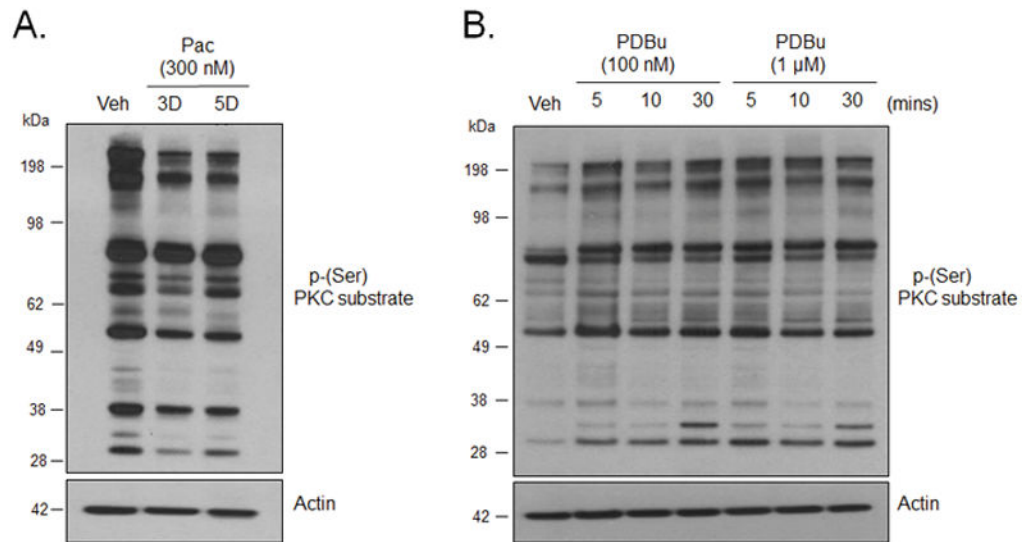 A.
Pac
(300 nM)
Veh 3D 5D
kDa
198
98
62
49
38
28
42
p-(Ser)
PKC substrate
Actin
B.
PDBu
(100 nM)
PDBu
(1 µM)
Veh 5 10 30 5 10 30 (mins)
kDa
198
98
62
49
38
28
42
p-(Ser)
PKC substrate
Actin